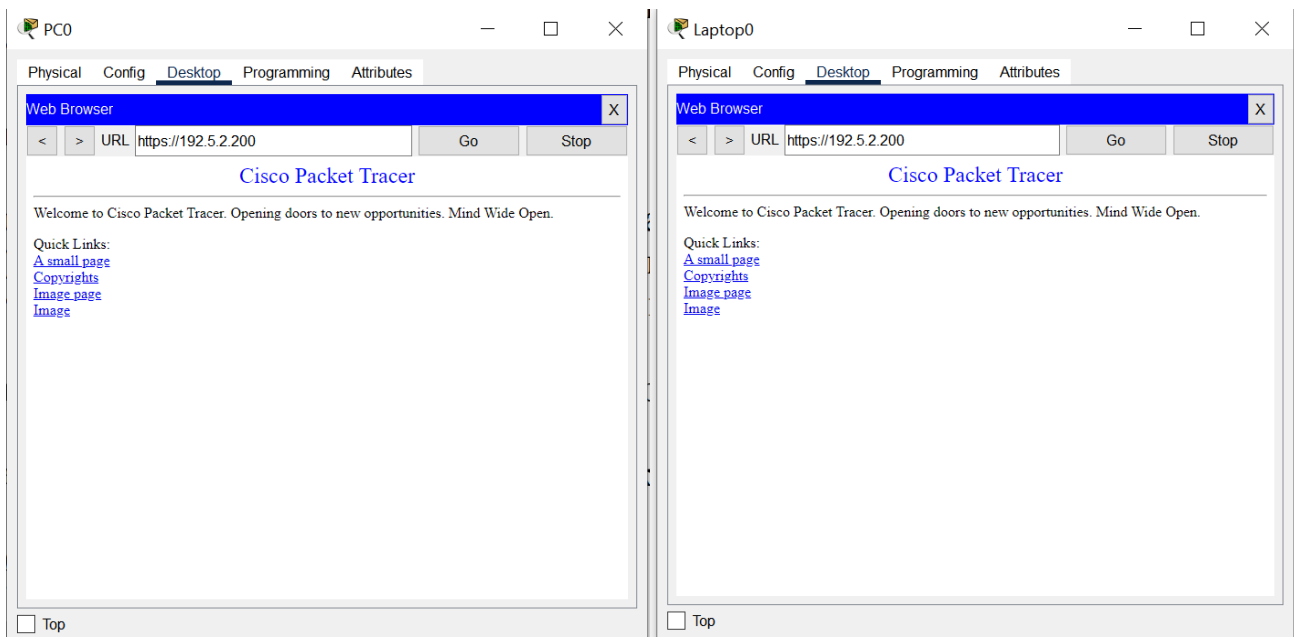 PC0
Physical Config Desktop Programming Attributes
Web Browser X
< > URL https://192.5.2.200 Go Stop
Cisco Packet Tracer
Welcome to Cisco Packet Tracer. Opening doors to new opportunities. Mind Wide Open.
Quick Links:
A small page
Copyrights
Image page
Image
Top
Laptop0
Physical Config Desktop Programming Attributes
Web Browser X
< > URL https://192.5.2.200 Go Stop
Cisco Packet Tracer
Welcome to Cisco Packet Tracer. Opening doors to new opportunities. Mind Wide Open.
Quick Links:
A small page
Copyrights
Image page
Image
Top